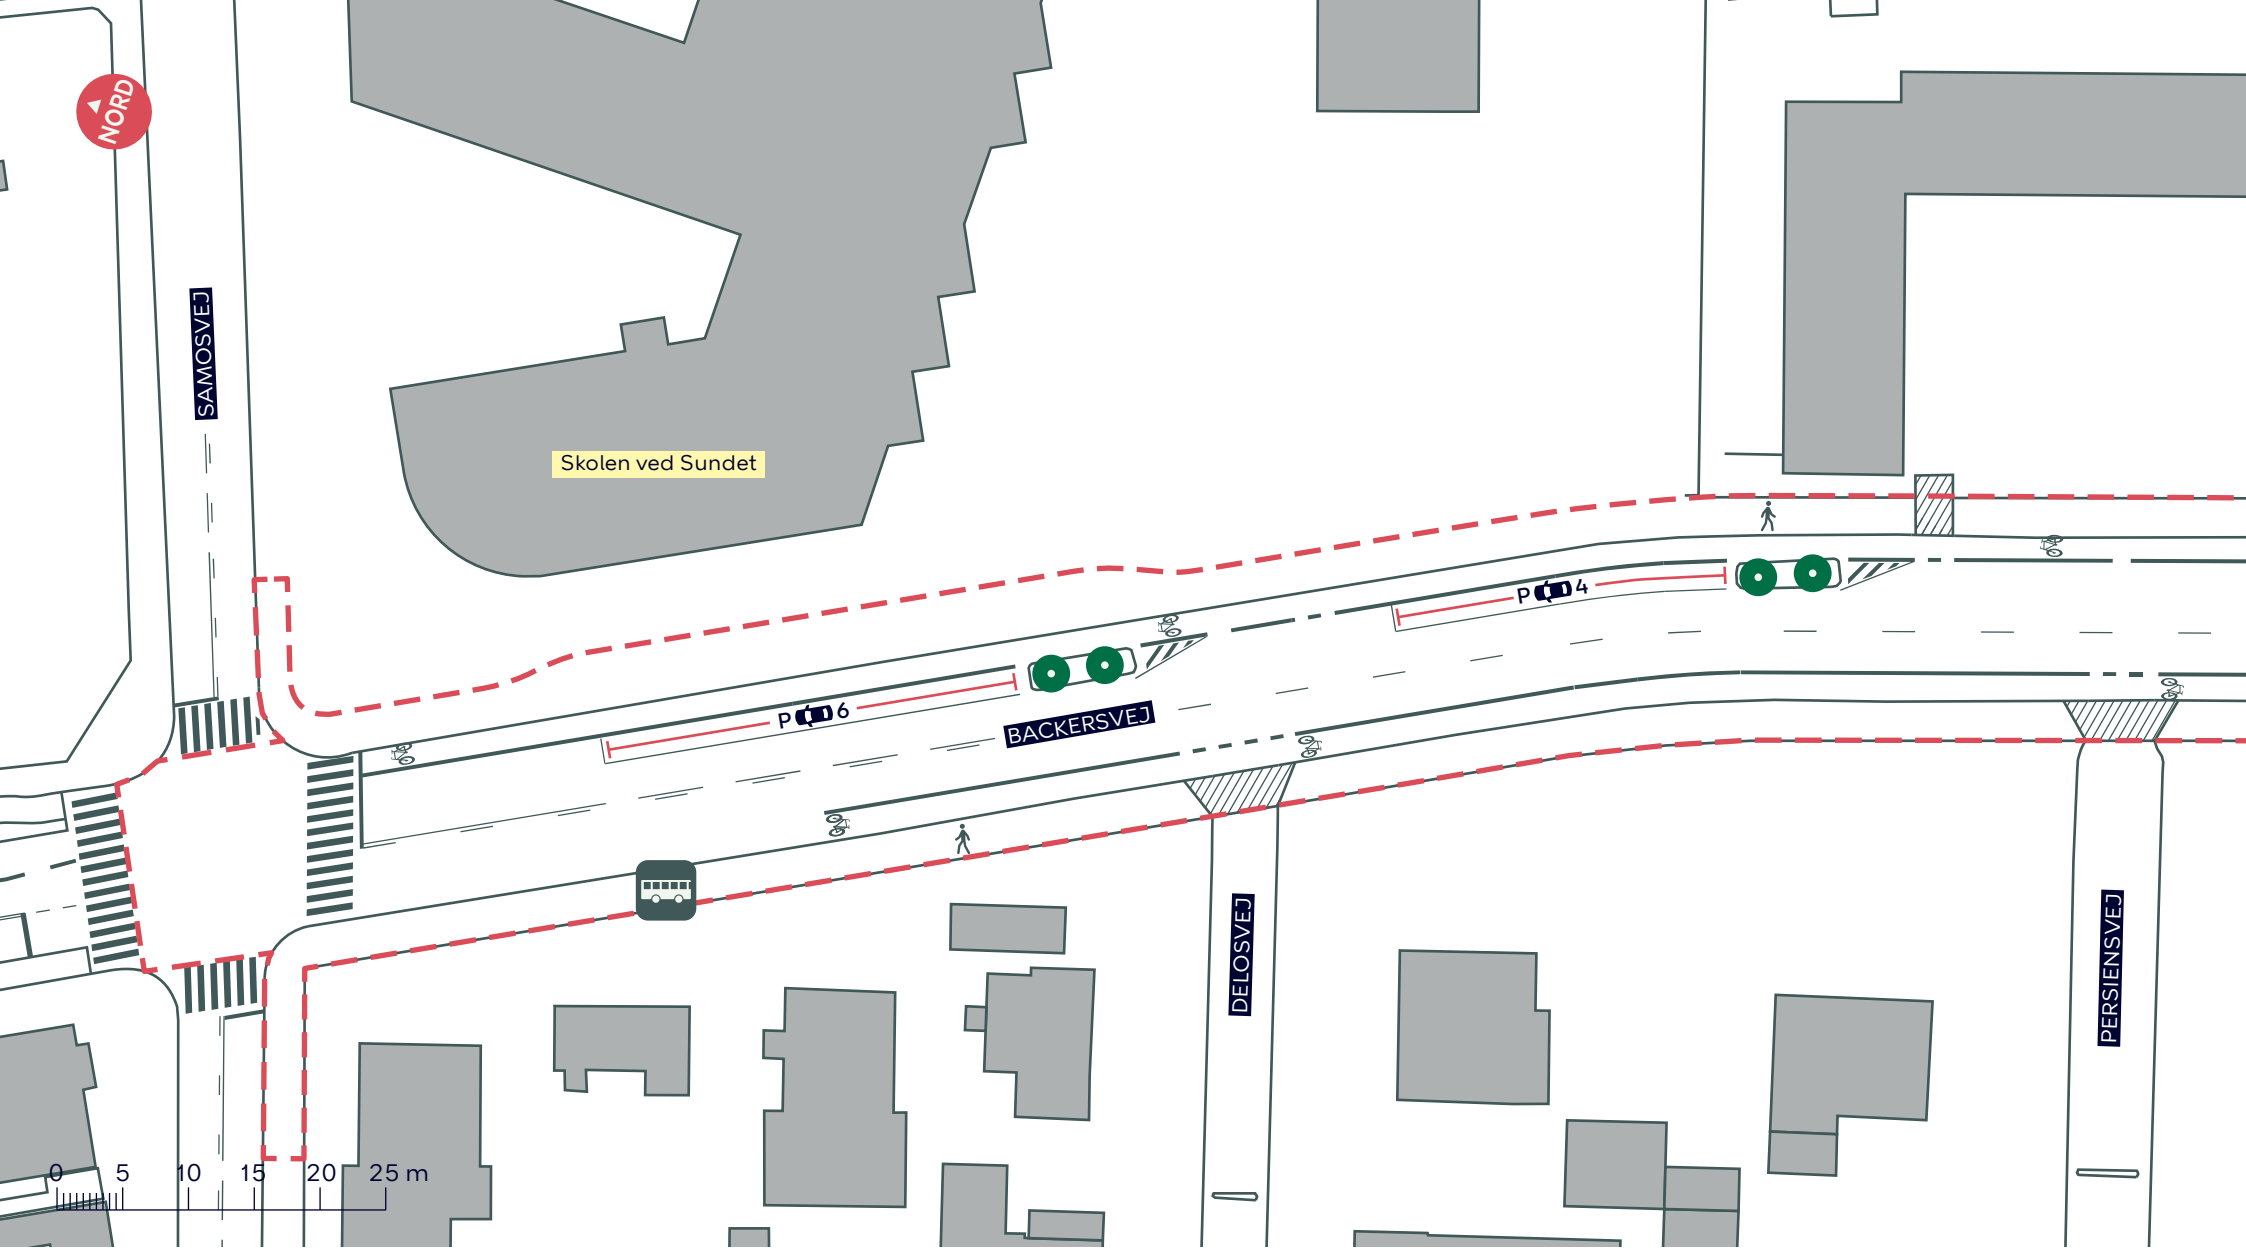 NORD
SAMOSVEJ
Skolen ved Sundet
P 4
P 6
BACKERSVEJ
DELOSVEJ
PERSIENSVEJ
0 5 10 15 20 25 m